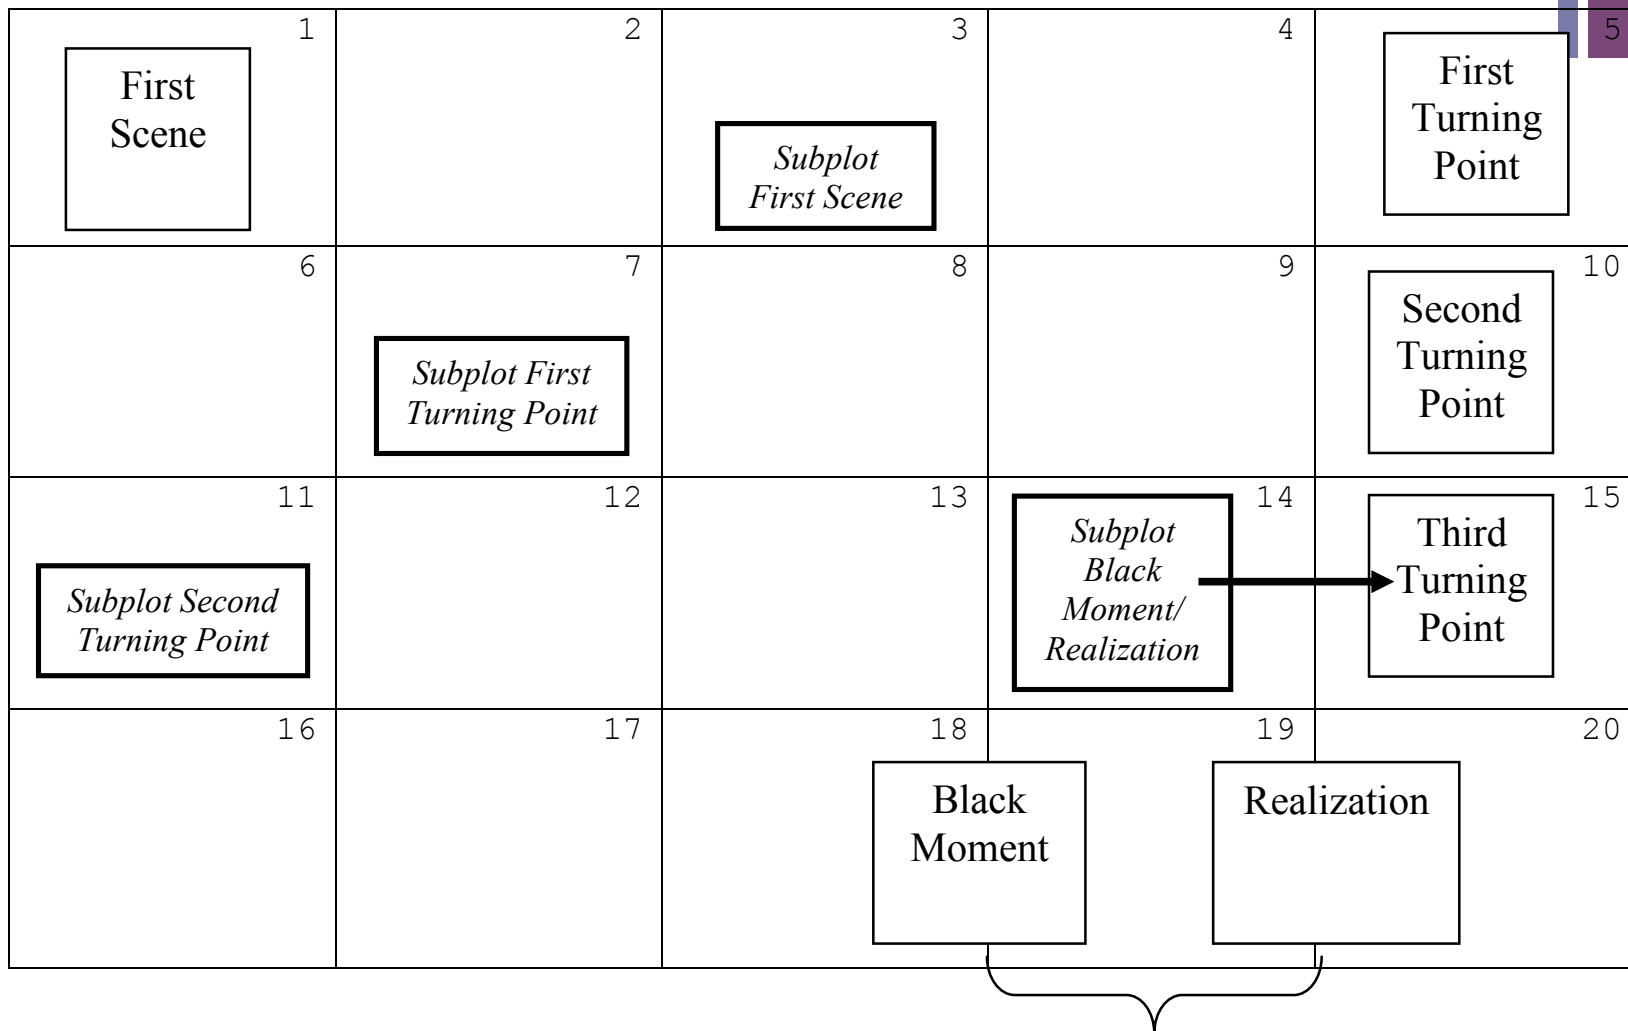 1
First
Scene
2
3
Subplot
First Scene
4
5
First
Turning
Point
6
7
Subplot First
Turning Point
8
9
10
Second
Turning
Point
11
Subplot Second
Turning Point
12
13
14
Subplot
Black
Moment/
Realization
15
Third
Turning
Point
16
17
18
Black
Moment
19
Realization
20